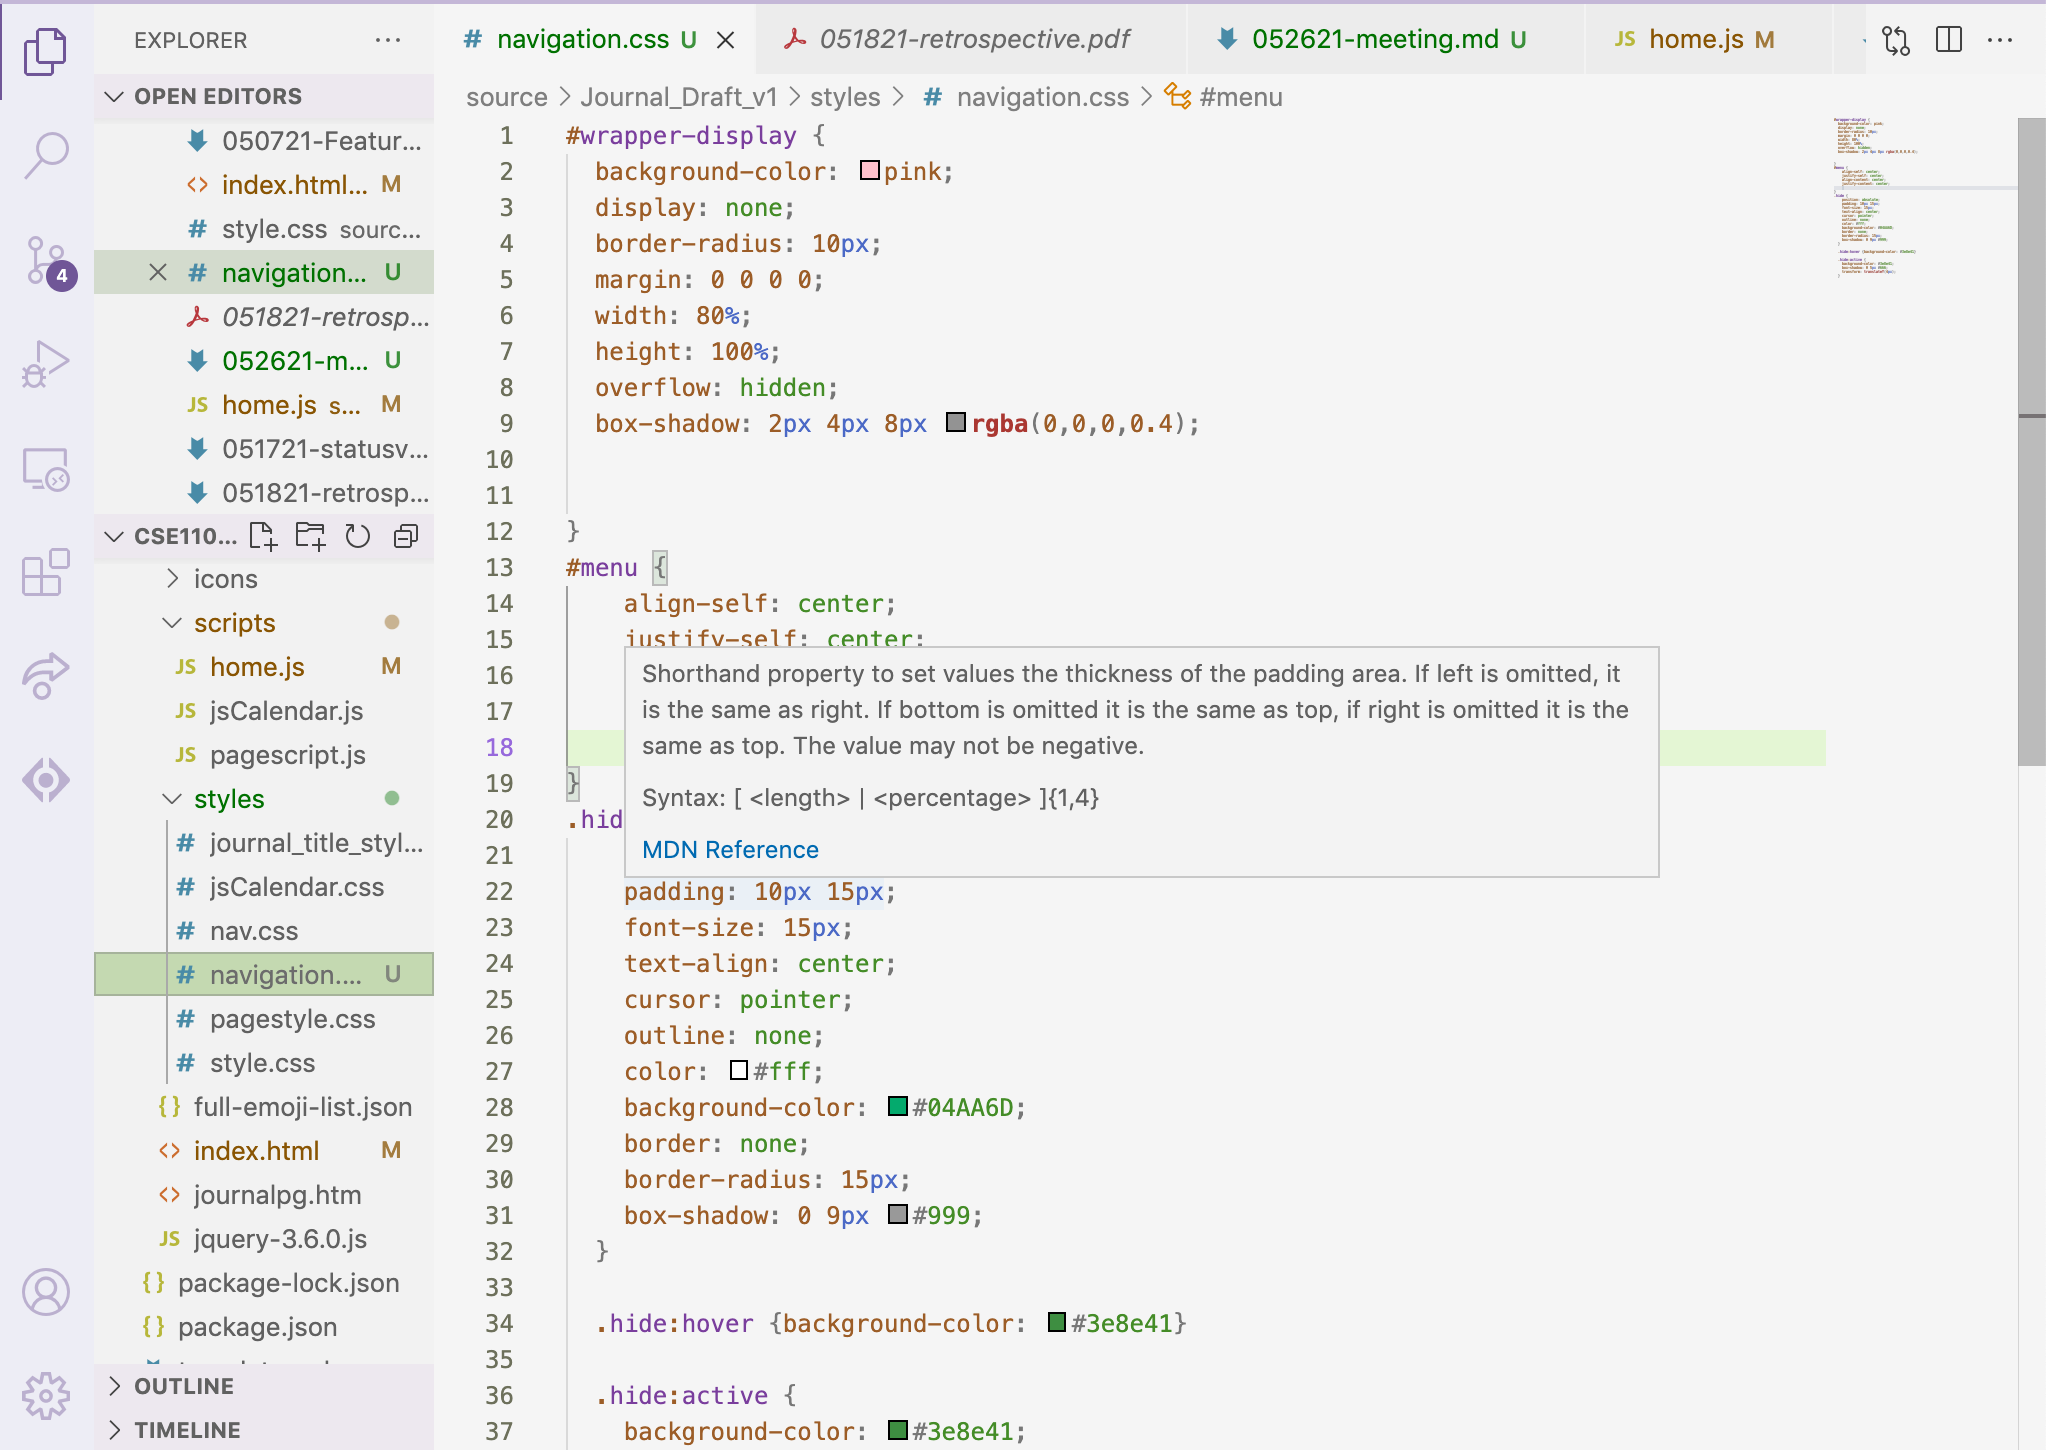 EXPLORER
OPEN EDITORS
050721-Featur...
index.html... M
style.css sourc...
navigation... U
051821-retrosp...
052621-m... U
JS home.js s... M
051721-statusv...
051821-retrosp...
4
CSE110...
icons
scripts
JS home.js M
JS jsCalendar.js
JS pagescript.js
styles
# journal_title_styl...
# jsCalendar.css
# nav.css
# navigation.... U
# pagestyle.css
# style.css
{} full-emoji-list.json
<> index.html M
<> journalpg.htm
JS jquery-3.6.0.js
{} package-lock.json
{} package.json
OUTLINE
TIMELINE
# navigation.css U
051821-retrospective.pdf
052621-meeting.md U
JS home.js M
source > Journal_Draft_v1 > styles > # navigation.css > #menu
1 #wrapper-display {
2 background-color: pink;
3 display: none;
4 border-radius: 10px;
5 margin: 0 0 0 0;
6 width: 80%;
7 height: 100%;
8 overflow: hidden;
9 box-shadow: 2px 4px 8px rgba(0,0,0,0.4);
10
11
12 }
13 #menu {
14 align-self: center;
15 justify-self: center;
16
17
18
19 }
20 .hid
21
Shorthand property to set values the thickness of the padding area. If left is omitted, it
is the same as right. If bottom is omitted it is the same as top, if right is omitted it is the
same as top. The value may not be negative.
Syntax: [ <length> | <percentage> ]{1,4}
MDN Reference
22 padding: 10px 15px;
23 font-size: 15px;
24 text-align: center;
25 cursor: pointer;
26 outline: none;
27 color: #fff;
28 background-color: #04AA6D;
29 border: none;
30 border-radius: 15px;
31 box-shadow: 0 9px #999;
32 }
33
34 .hide:hover {background-color: #3e8e41}
35
36 .hide:active {
37 background-color: #3e8e41;